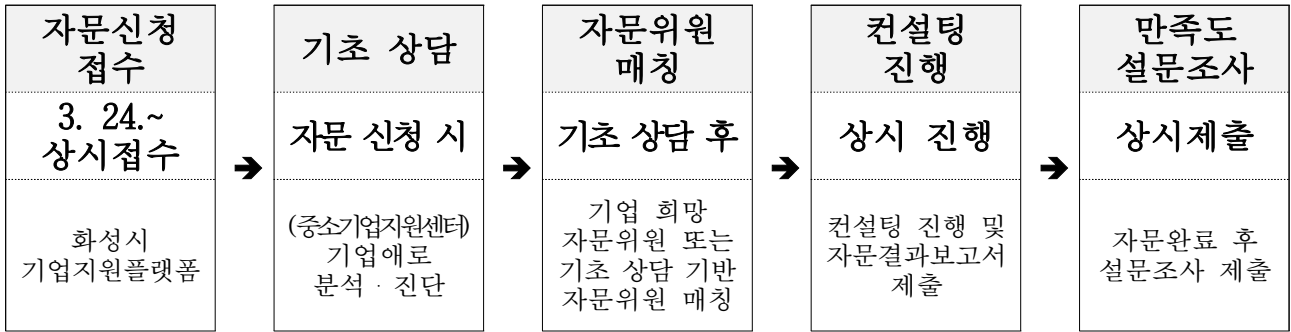 자문신청
접수
3. 24.~
상시접수
화성시
기업지원플랫폼
➔
기초 상담
자문 신청 시
(중소기업지원센터)
기업애로
분석 · 진단
➔
자문위원
매칭
기초 상담 후
기업 희망
자문위원 또는
기초 상담 기반
자문위원 매칭
➔
컨설팅
진행
상시 진행
컨설팅 진행 및
자문결과보고서
제출
➔
만족도
설문조사
상시제출
자문완료 후
설문조사 제출